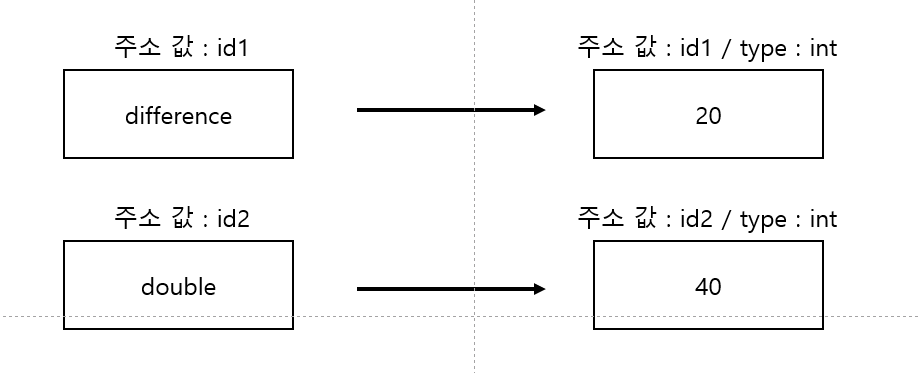 주소 값 : id1
주소 값 : id1 / type : int
difference
20
주소 값 : id2
주소 값 : id2 / type : int
double
40